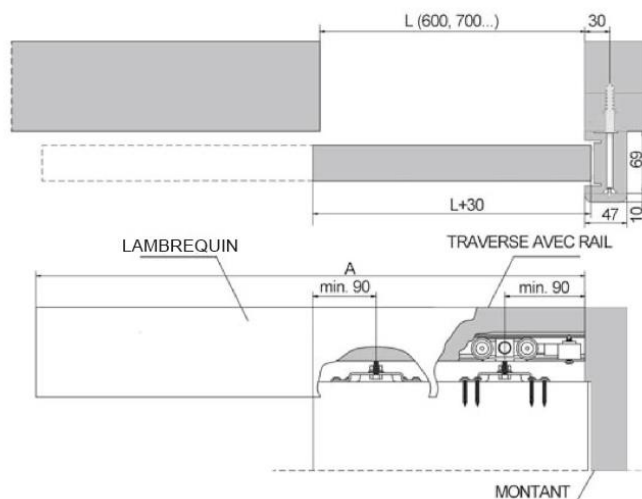 L (600, 700...)
30
69
L+30
47
10
LAMBREQUIN
TRAVERSE AVEC RAIL
A
min. 90
min. 90
MONTANT